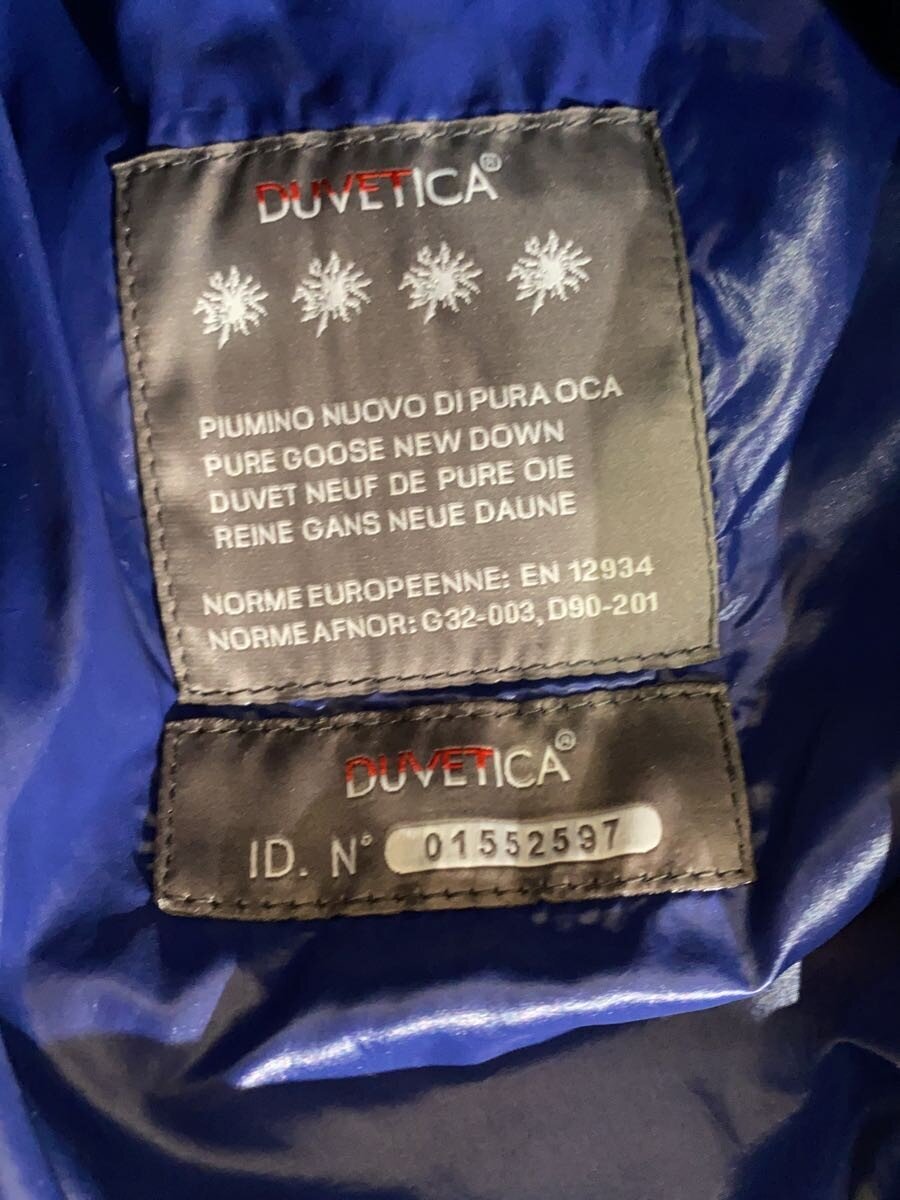 DUVETICA®
PIUMINO NUOVO DI PURA OCA
PURE GOOSE NEW DOWN
DUVET NEUF DE PURE OIE
REINE GANS NEUE DAUNE
NORME EUROPEENNE: EN 12934
NORME AFNOR: G32-003, D90-201
DUVETICA®
ID. N° 01552597